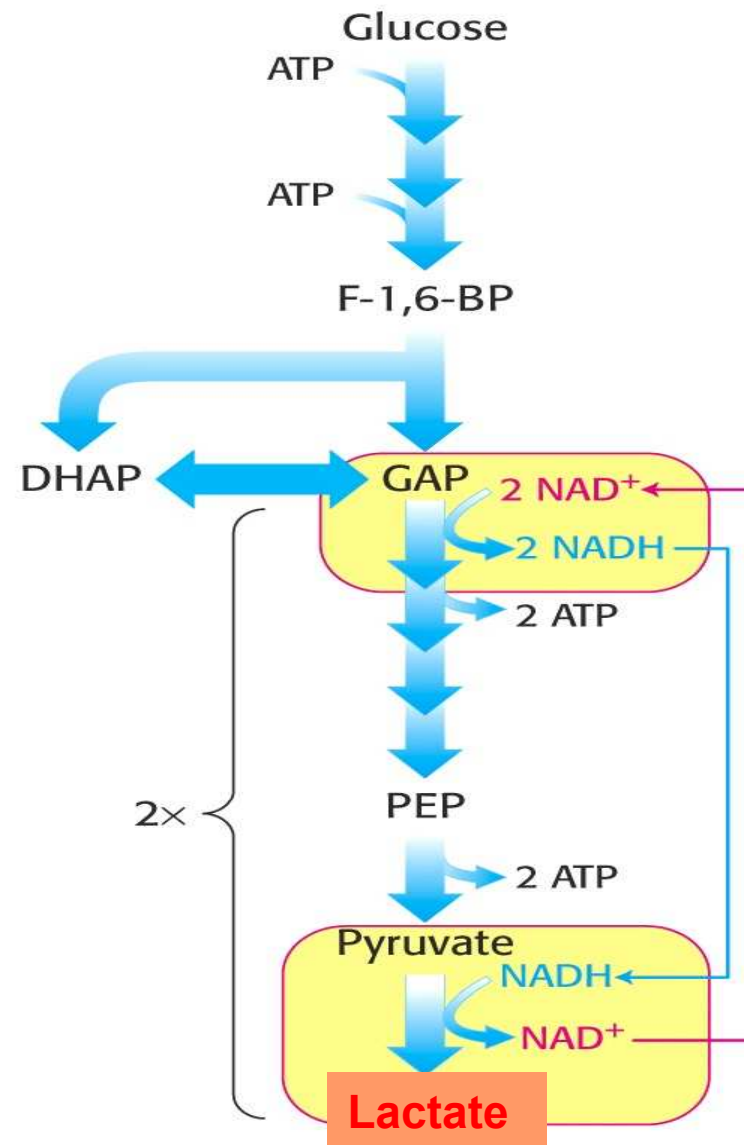 Glucose
ATP
ATP
F-1,6-BP
DHAP
GAP
2 NAD⁺
2 NADH
2 ATP
2×
PEP
2 ATP
Pyruvate
NADH
NAD⁺
Lactate